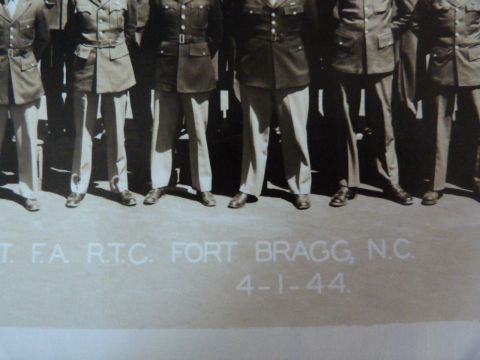 T. F.A. R.T.C. FORT BRAGG, N.C.
4-1-44.